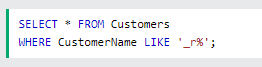 SELECT * FROM Customers
WHERE CustomerName LIKE '_r%';